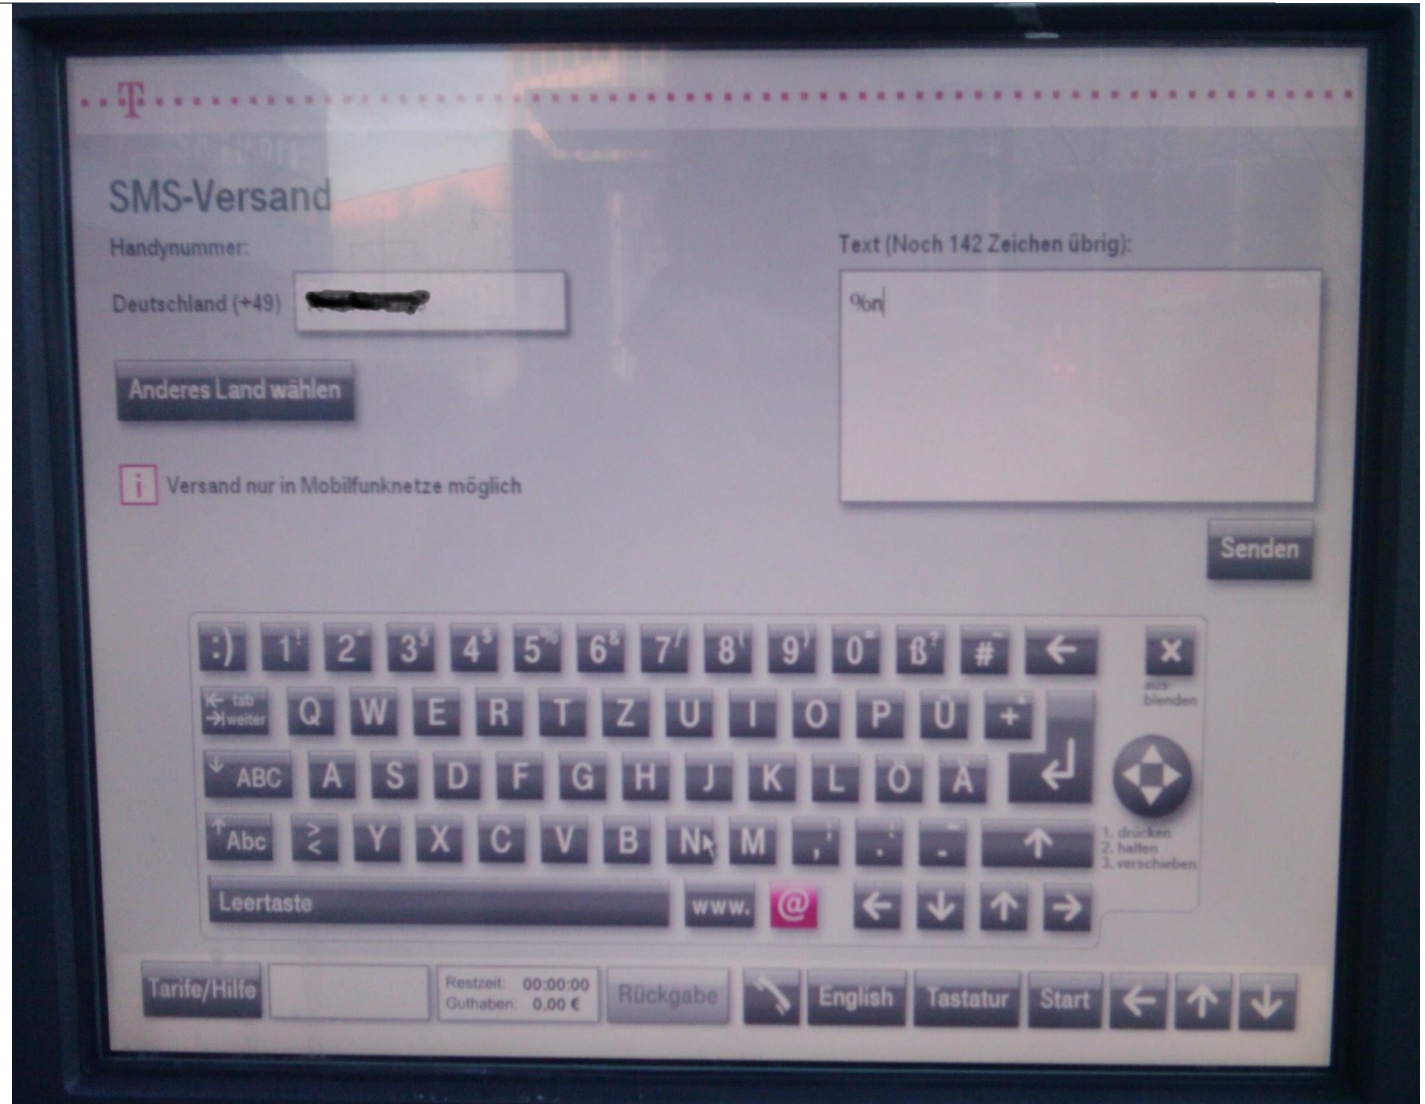 T
SMS-Versand
Handynummer:
Deutschland (+49)
Anderes Land wählen
i Versand nur in Mobilfunknetze möglich
Text (Noch 142 Zeichen übrig):
%n
Senden
:) 1! 2" 3§ 4$ 5% 6& 7/ 8( 9) 0= ß? # ←
x
aus-
blenden
tab
weiter
Q W E R T Z U I O P Ü +
↓ ABC A S D F G H J K L Ö Ä ↵
↑ Abc > < Y X C V B N M , . - ↑
1. drücken
2. halten
3. verschieben
Leertaste www. @ ← ↓ ↑ →
Tarife/Hilfe
Restzeit: 00:00:00
Guthaben: 0,00 €
Rückgabe English Tastatur Start ← ↑ ↓